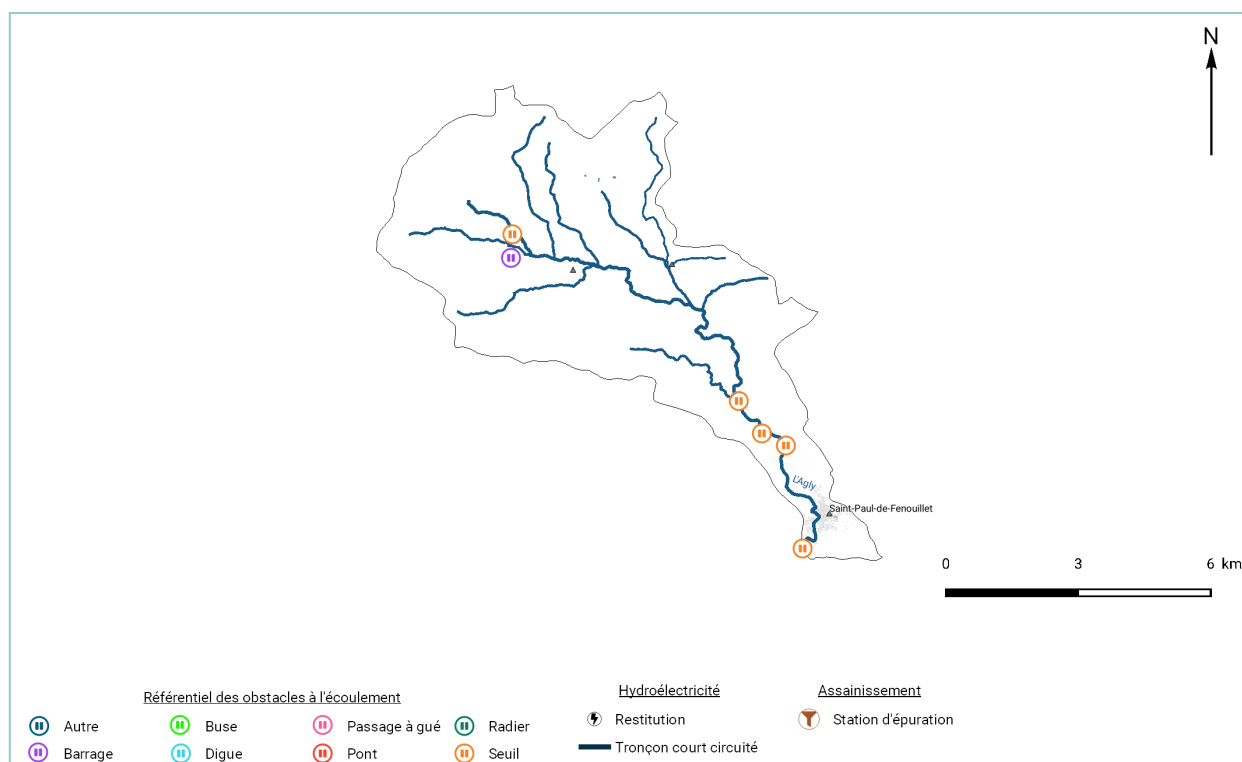 N
L'Agly
Saint-Paul-de-Fenouillet
0 3 6 km
Référentiel des obstacles à l'écoulement
Autre
Buse
Passage à gué
Radier
Barrage
Digue
Pont
Seuil
Hydroélectricité
Restitution
Tronçon court circuité
Assainissement
Station d'épuration